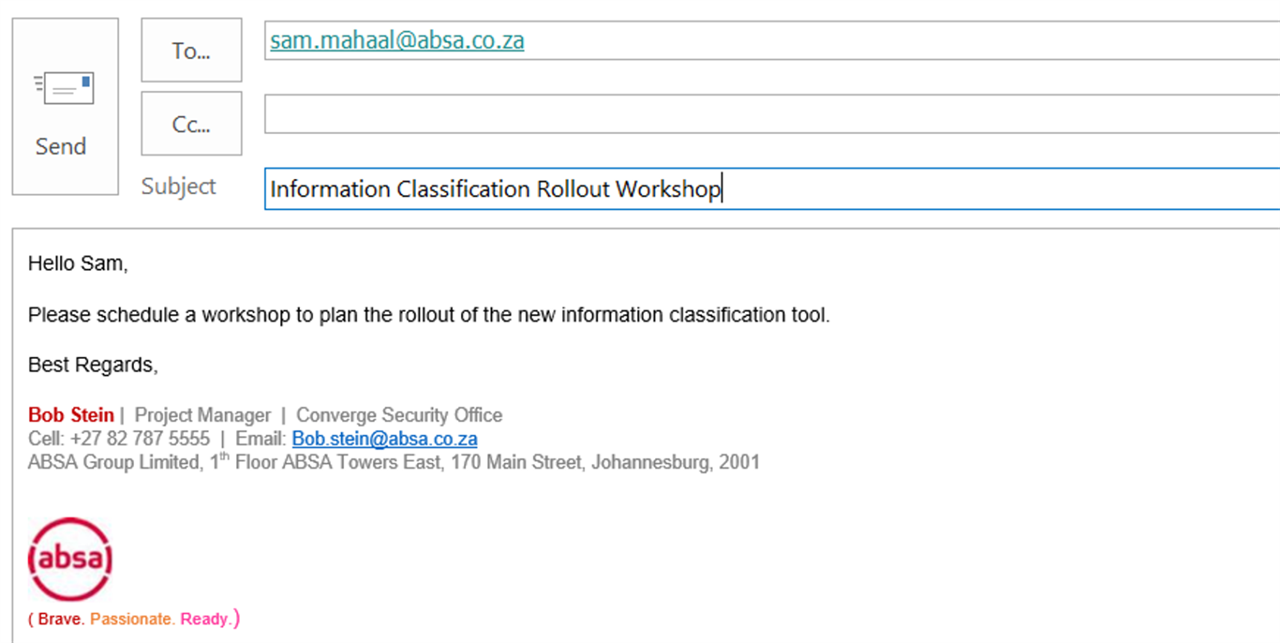 To...
sam.mahaal@absa.co.za
Cc...
Send
Subject
Information Classification Rollout Workshop
Hello Sam,
Please schedule a workshop to plan the rollout of the new information classification tool.
Best Regards,
Bob Stein | Project Manager | Converge Security Office
Cell: +27 82 787 5555 | Email: Bob.stein@absa.co.za
ABSA Group Limited, 1th Floor ABSA Towers East, 170 Main Street, Johannesburg, 2001
(absa)
( Brave. Passionate. Ready.)